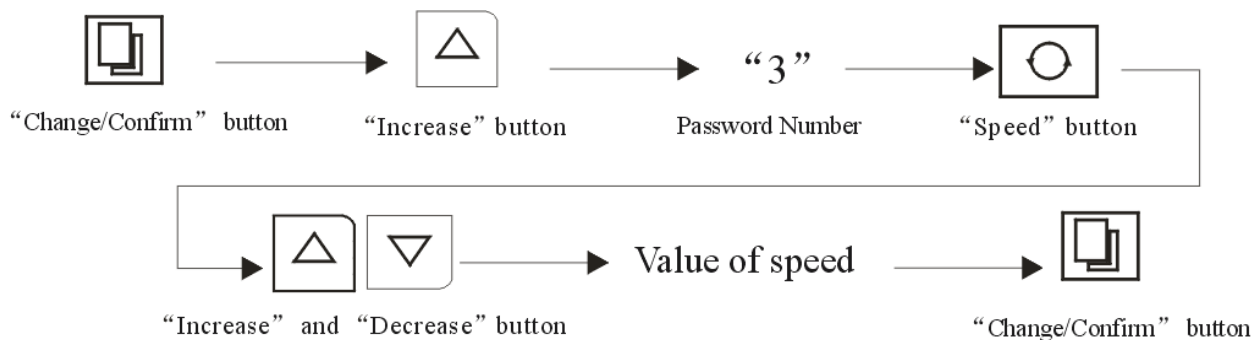 “3”
“Change/Confirm” button
“Increase” button
Password Number
“Speed” button
Value of speed
“Increase” and “Decrease” button
“Change/Confirm” button